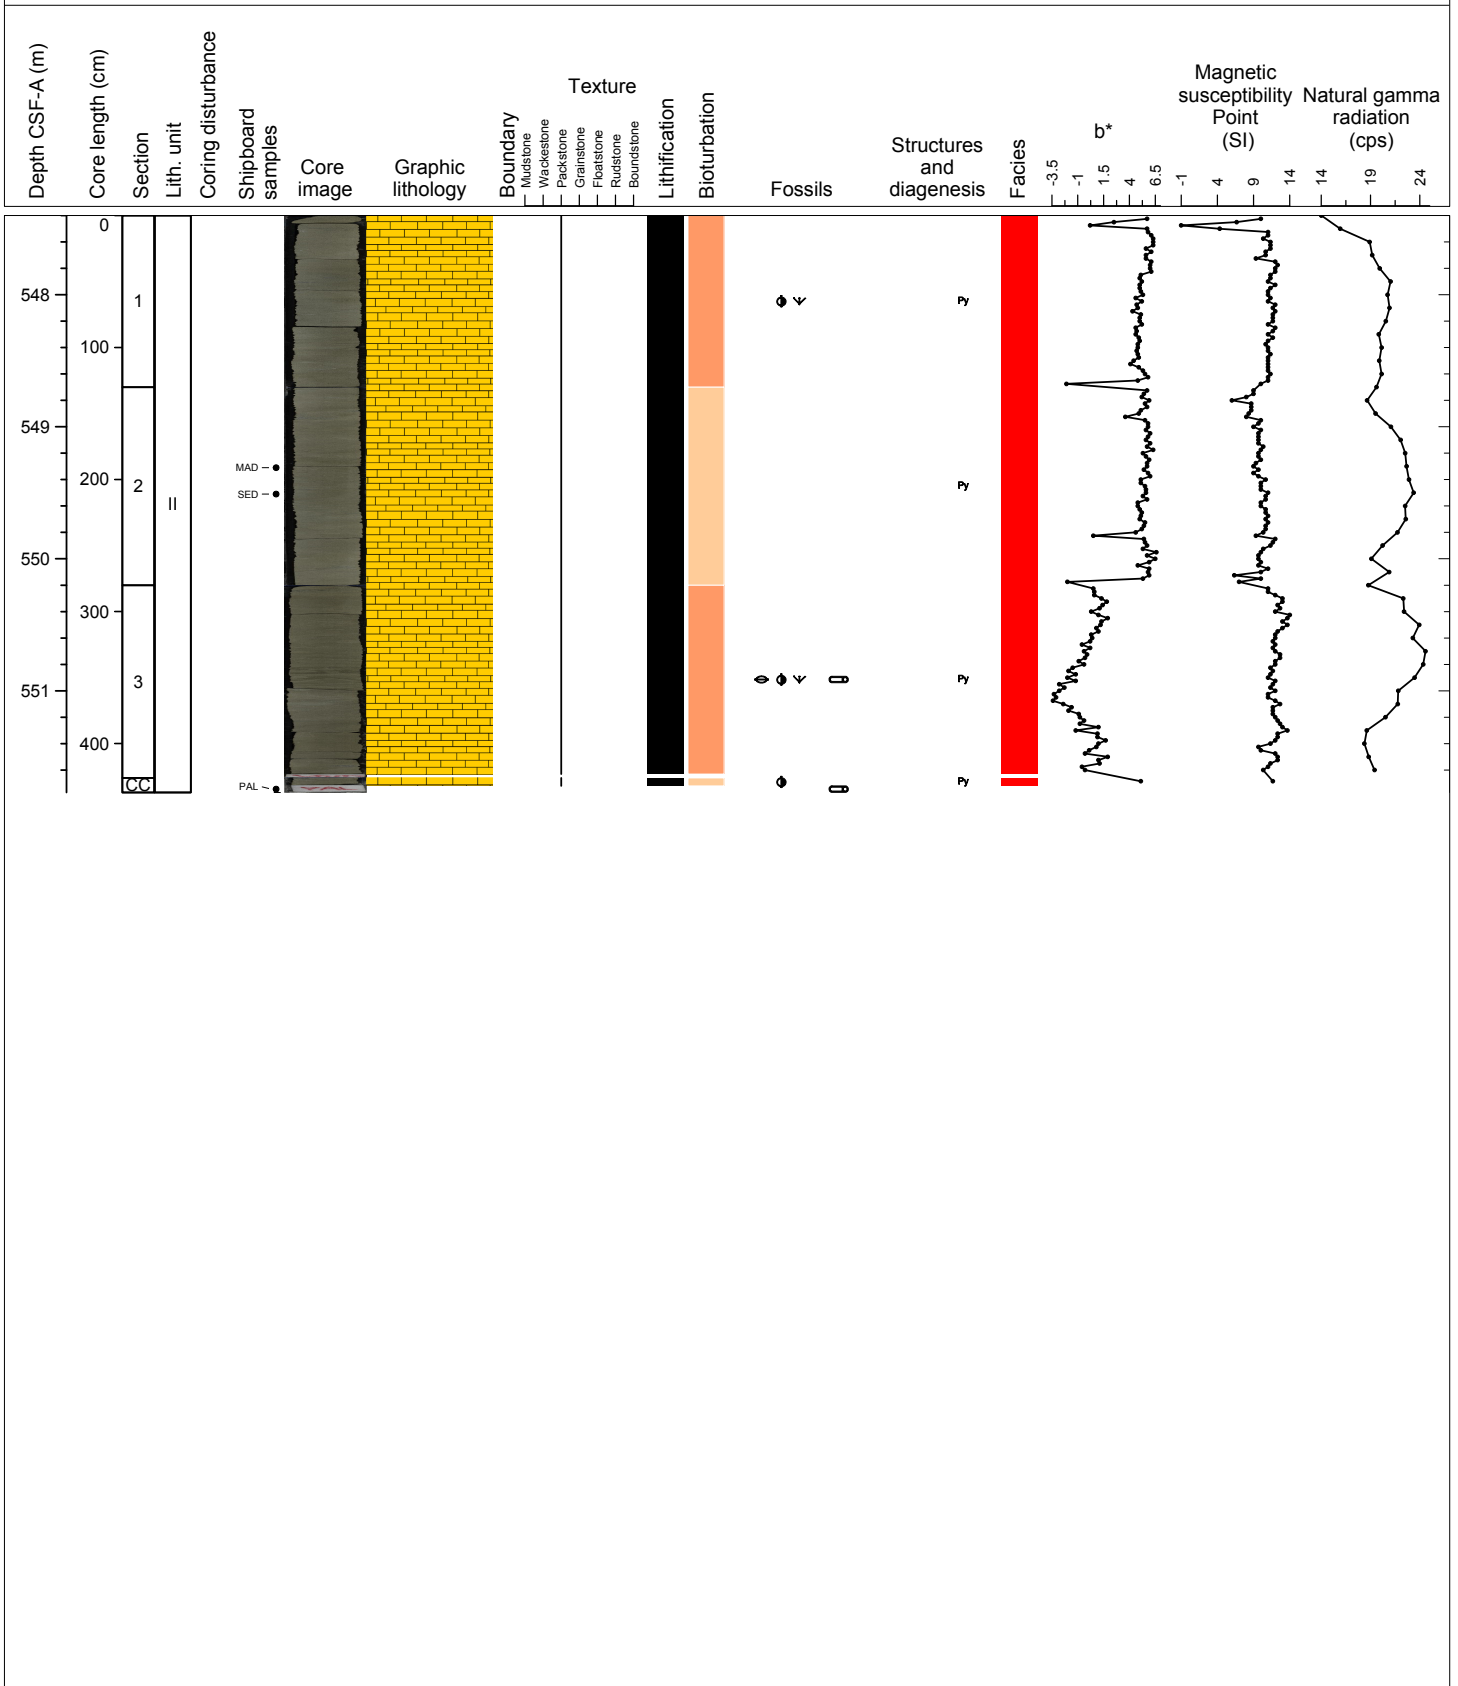 Depth CSF-A (m)
Core length (cm)
Section
Lith. unit
Coring disturbance
Shipboard
samples
Core
image
Graphic
lithology
Boundary
Texture
Mudstone
Wackestone
Packstone
Grainstone
Floatstone
Rudstone
Boundstone
Lithification
Bioturbation
Fossils
Structures
and
diagenesis
Facies
b*
-3.5 -1 1.5 4 6.5
Magnetic
susceptibility
Point
(SI)
-1 4 9 14
Natural gamma
radiation
(cps)
14 19 24
0
548
1
Py
100
549
MAD
200
2
SED
II
Py
550
300
3
551
Py
400
CC
PAL
Py